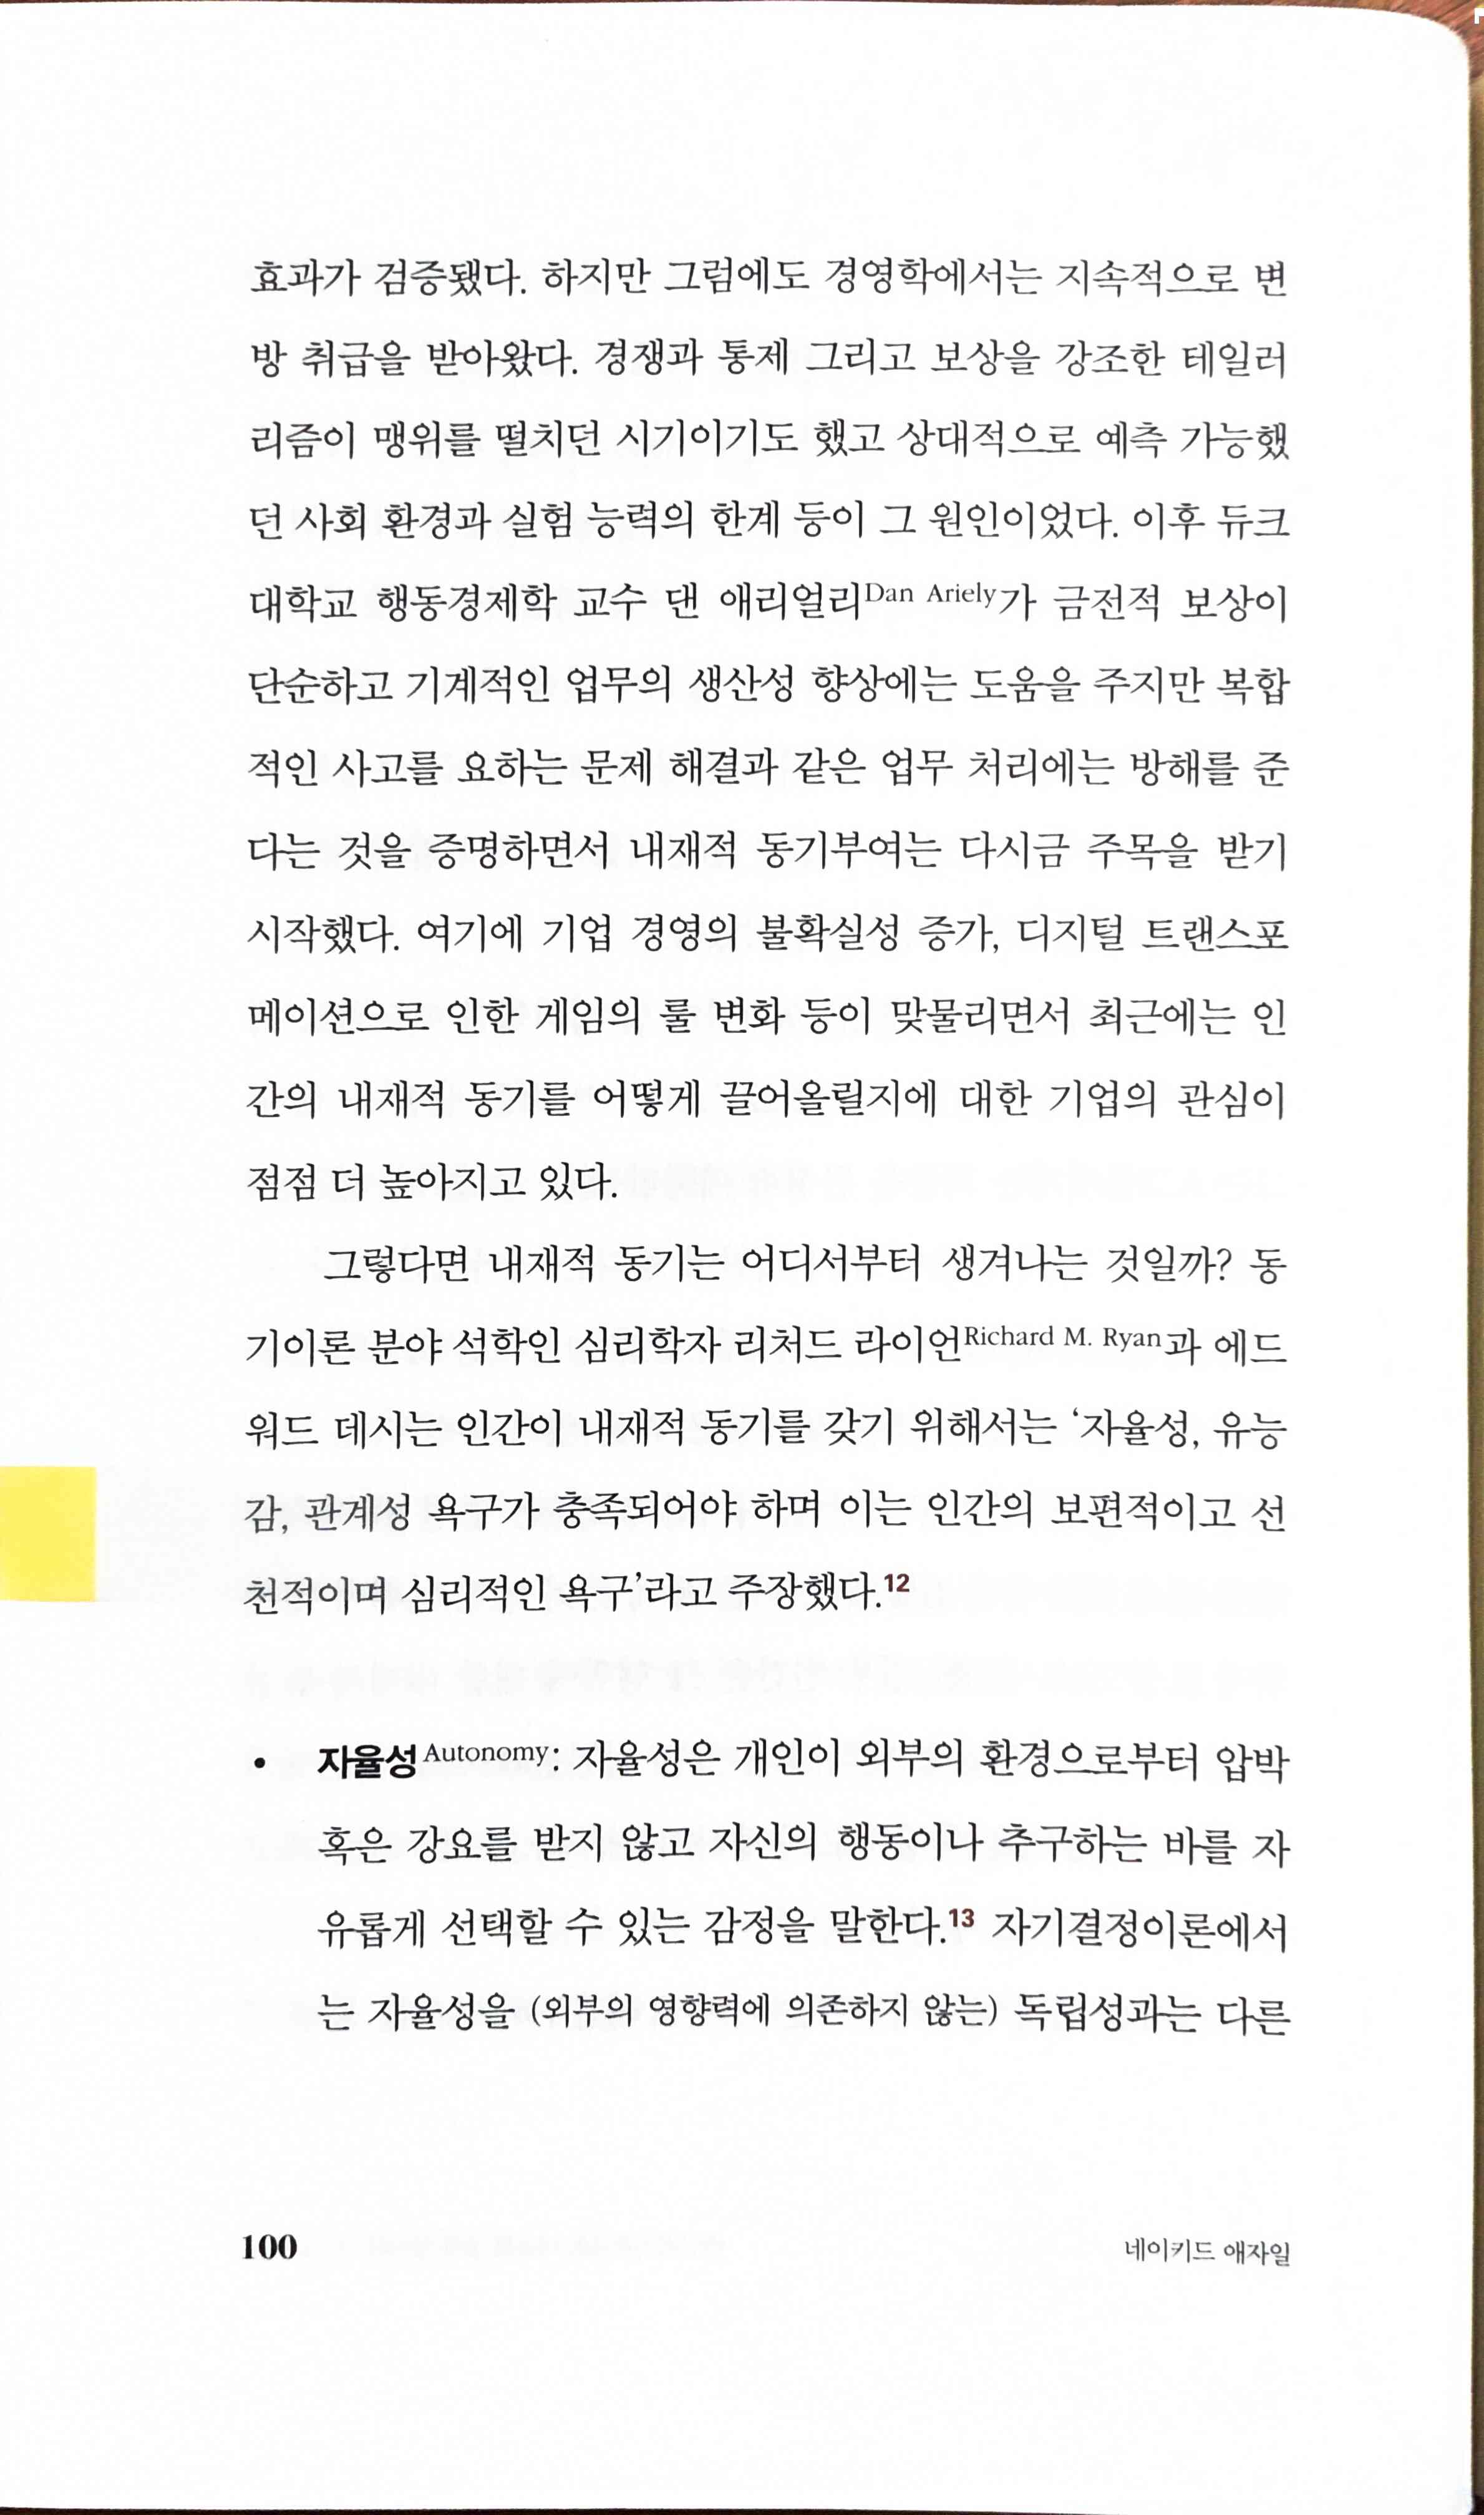 효과가 검증됐다. 하지만 그럼에도 경영학에서는 지속적으로 변
방 취급을 받아왔다. 경쟁과 통제 그리고 보상을 강조한 테일러
리즘이 맹위를 떨치던 시기이기도 했고 상대적으로 예측 가능했
던 사회 환경과 실험 능력의 한계 등이 그 원인이었다. 이후 듀크
대학교 행동경제학 교수 댄 애리얼리Dan Ariely가 금전적 보상이
단순하고 기계적인 업무의 생산성 향상에는 도움을 주지만 복합
적인 사고를 요하는 문제 해결과 같은 업무 처리에는 방해를 준
다는 것을 증명하면서 내재적 동기부여는 다시금 주목을 받기
시작했다. 여기에 기업 경영의 불확실성 증가, 디지털 트랜스포
메이션으로 인한 게임의 룰 변화 등이 맞물리면서 최근에는 인
간의 내재적 동기를 어떻게 끌어올릴지에 대한 기업의 관심이
점점 더 높아지고 있다.
그렇다면 내재적 동기는 어디서부터 생겨나는 것일까? 동
기이론 분야 석학인 심리학자 리처드 라이언Richard M. Ryan과 에드
워드 데시는 인간이 내재적 동기를 갖기 위해서는 ‘자율성, 유능
감, 관계성 욕구가 충족되어야 하며 이는 인간의 보편적이고 선
천적이며 심리적인 욕구’라고 주장했다.12
• 자율성Autonomy: 자율성은 개인이 외부의 환경으로부터 압박
혹은 강요를 받지 않고 자신의 행동이나 추구하는 바를 자
유롭게 선택할 수 있는 감정을 말한다.13 자기결정이론에서
는 자율성을 (외부의 영향력에 의존하지 않는) 독립성과는 다른
100 네이키드 애자일